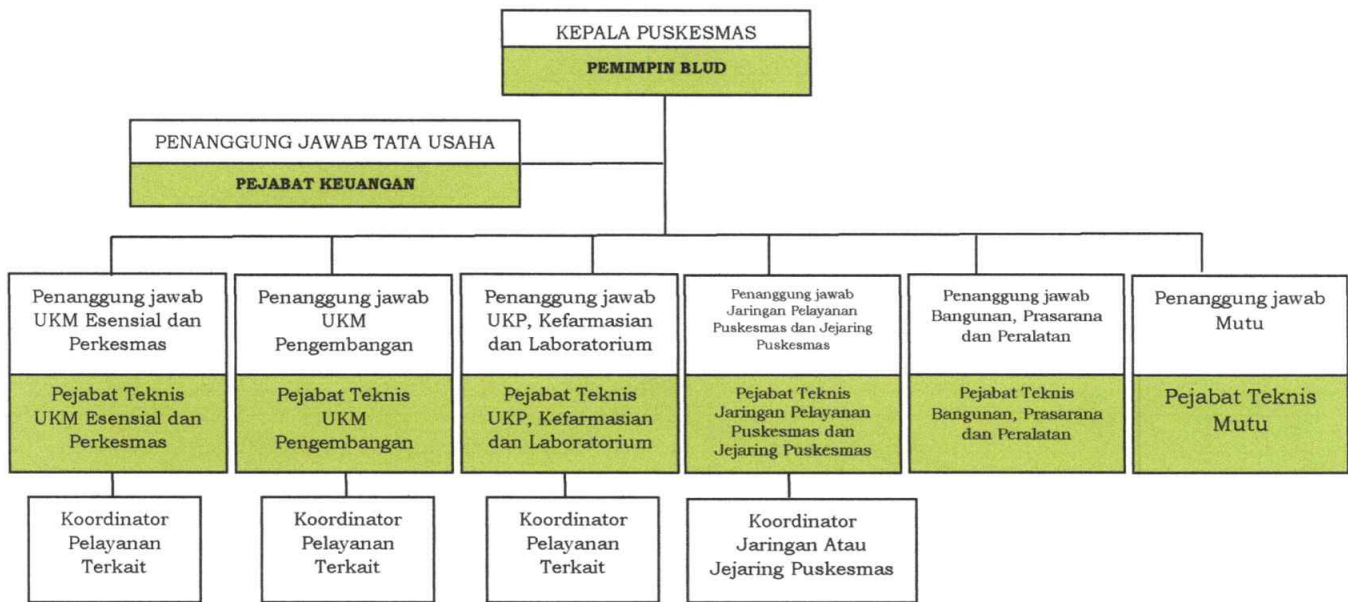 KEPALA PUSKESMAS
PEMIMPIN BLUD
PENANGGUNG JAWAB TATA USAHA
PEJABAT KEUANGAN
Penanggung jawab
UKM Esensial dan
Perkesmas
Pejabat Teknis
UKM Esensial dan
Perkesmas
Koordinator
Pelayanan
Terkait
Penanggung jawab
UKM
Pengembangan
Pejabat Teknis
UKM
Pengembangan
Koordinator
Pelayanan
Terkait
Penanggung jawab
UKP, Kefarmasian
dan Laboratorium
Pejabat Teknis
UKP, Kefarmasian
dan Laboratorium
Koordinator
Pelayanan
Terkait
Penanggung jawab
Jaringan Pelayanan
Puskesmas dan Jejaring
Puskesmas
Pejabat Teknis
Jaringan Pelayanan
Puskesmas dan
Jejaring Puskesmas
Koordinator
Jaringan Atau
Jejaring Puskesmas
Penanggung jawab
Bangunan, Prasarana
dan Peralatan
Pejabat Teknis
Bangunan, Prasarana
dan Peralatan
Penanggung jawab
Mutu
Pejabat Teknis
Mutu